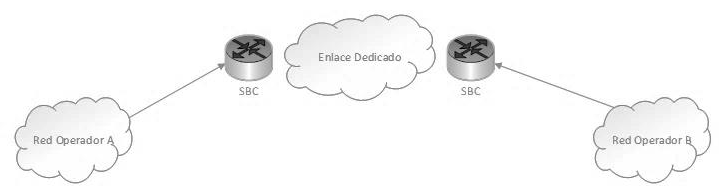 Enlace Dedicado
SBC
SBC
Red Operador A
Red Operador B